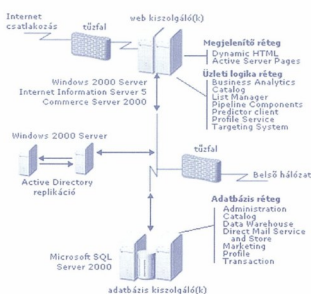 Internet
csatlakozás
tűzfal
web kiszolgáló(k)
Megjelenítő réteg
Dynamic HTML
Active Server Pages
Üzleti logika réteg
Business Analytics
Catalog
List Manager
Pipeline Components
Predictor client
Profile Service
Targeting System
Windows 2000 Server
Internet Information Server 5
Commerce Server 2000
Windows 2000 Server
Active Directory
replikáció
tűzfal
Belső hálózat
Adatbázis réteg
Administration
Catalog
Data Warehouse
Direct Mail Service
and Store
Marketing
Profile
Transaction
Microsoft SQL
Server 2000
adatbázis kiszolgáló(k)